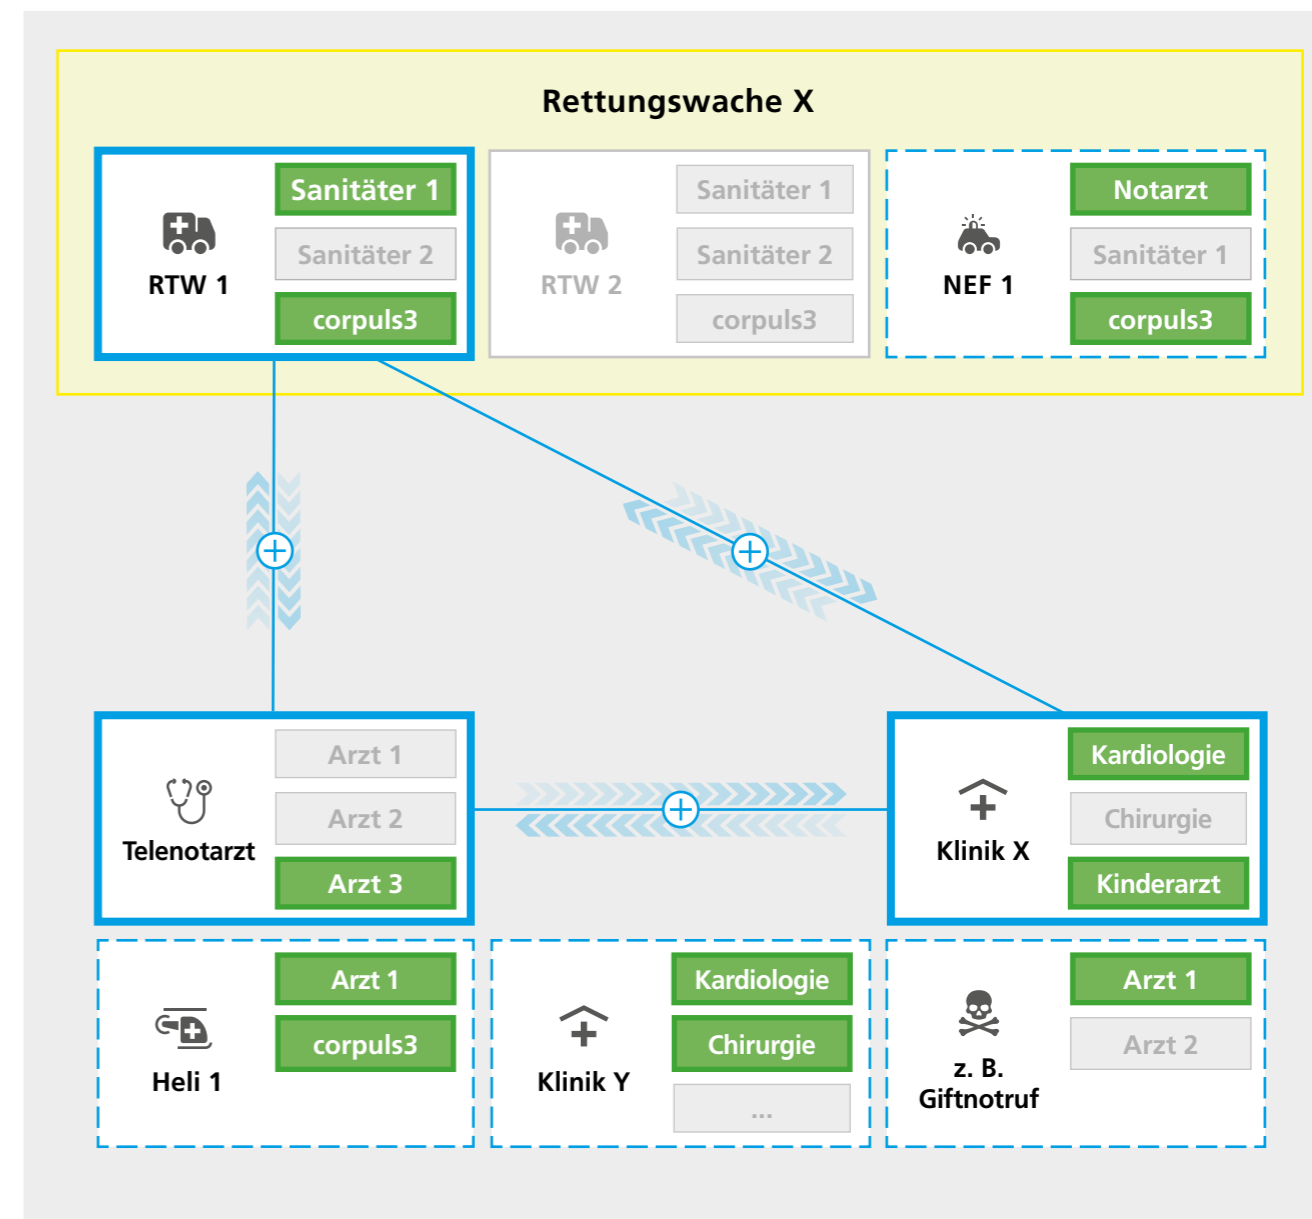 Rettungswache X
RTW 1
Sanitäter 1
Sanitäter 2
corpuls3
RTW 2
Sanitäter 1
Sanitäter 2
corpuls3
NEF 1
Notarzt
Sanitäter 1
corpuls3
Telenotarzt
Arzt 1
Arzt 2
Arzt 3
Klinik X
Kardiologie
Chirurgie
Kinderarzt
Heli 1
Arzt 1
corpuls3
Klinik Y
Kardiologie
Chirurgie
...
z. B.
Giftnotruf
Arzt 1
Arzt 2